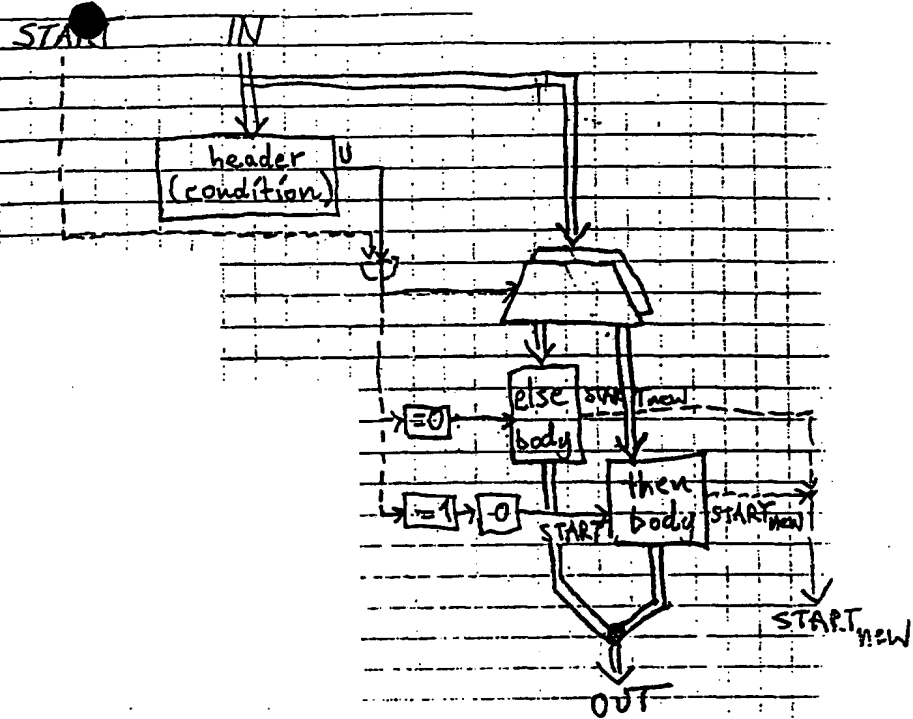 START IN
header U
(condition)
else START new
=0
body
then
=1 0 body START new
START
START new
OUT